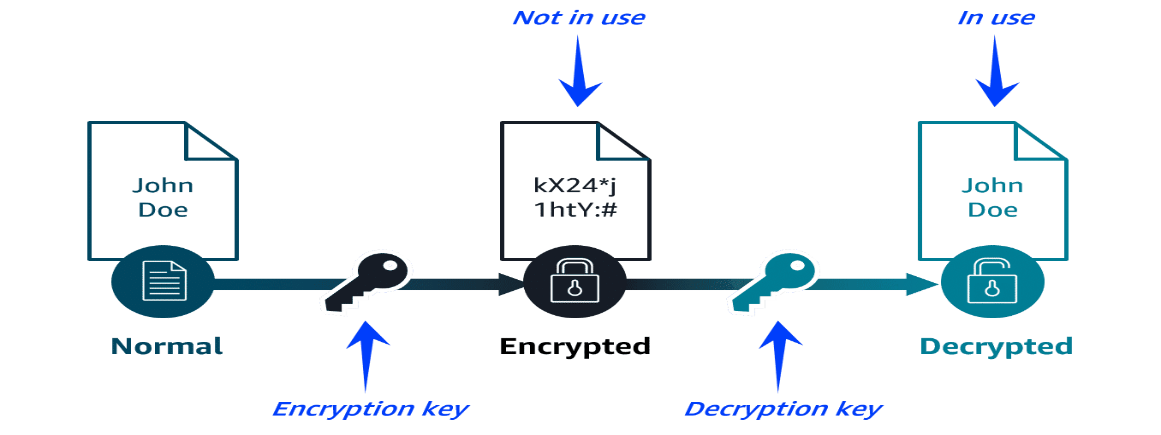 Not in use
In use
John
Doe
kX24*j
1htY:#
John
Doe
Normal
Encrypted
Decrypted
Encryption key
Decryption key